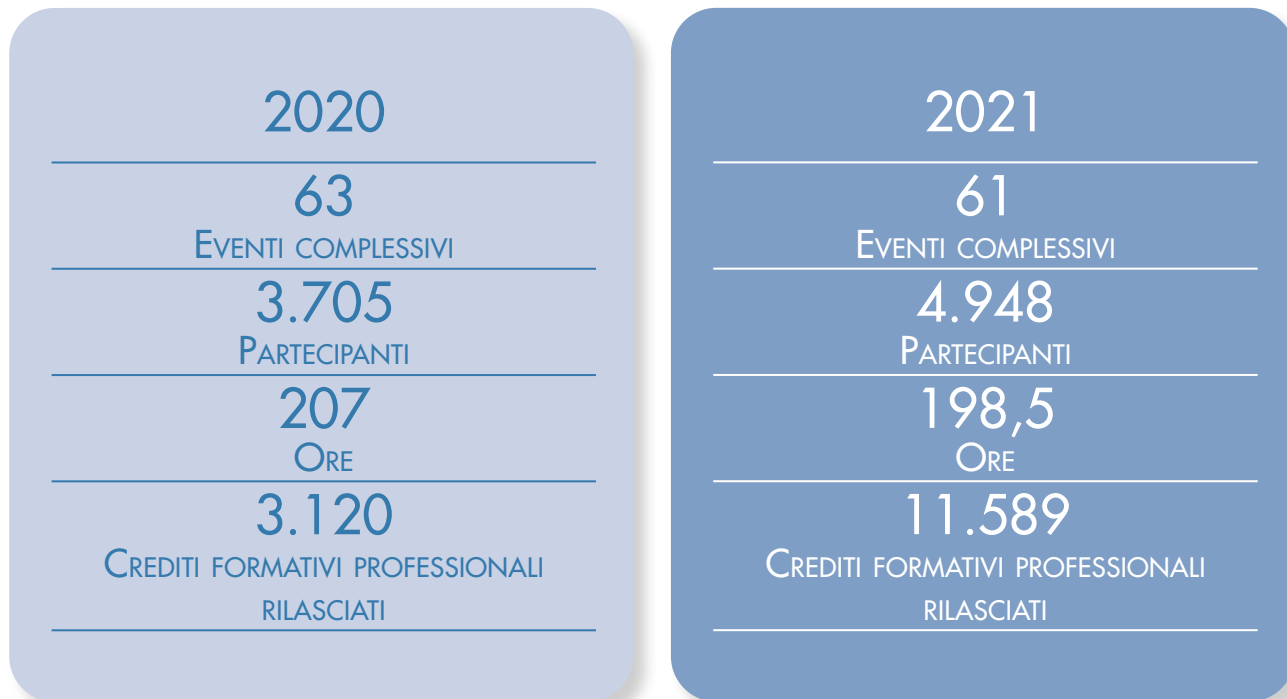 2020
63
Eventi complessivi
3.705
Partecipanti
207
Ore
3.120
Crediti formativi professionali
rilasciati
2021
61
Eventi complessivi
4.948
Partecipanti
198,5
Ore
11.589
Crediti formativi professionali
rilasciati